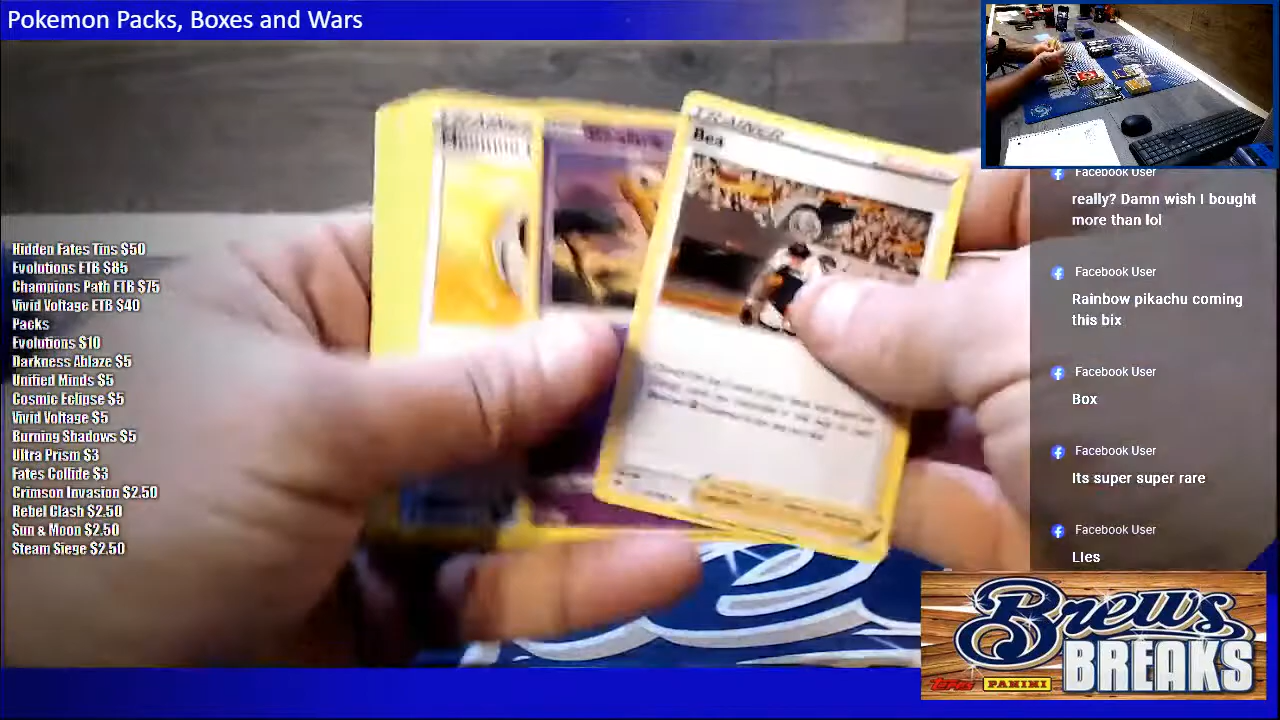 Pokemon Packs, Boxes and Wars
Hidden Fates Tins $50
Evolutions ETB $85
Champions Path ETB $75
Vivid Voltage ETB $40
Packs
Evolutions $10
Darkness Ablaze $5
Unified Minds $5
Cosmic Eclipse $5
Vivid Voltage $5
Burning Shadows $5
Ultra Prism $3
Fates Collide $3
Crimson Invasion $2.50
Rebel Clash $2.50
Sun & Moon $2.50
Steam Siege $2.50
TRAINER
Bea
Facebook User
really? Damn wish I bought
more than lol
Facebook User
Rainbow pikachu coming
this bix
Facebook User
Box
Facebook User
Its super super rare
Facebook User
LIes
Brews
BREAKS
Topps PANINI